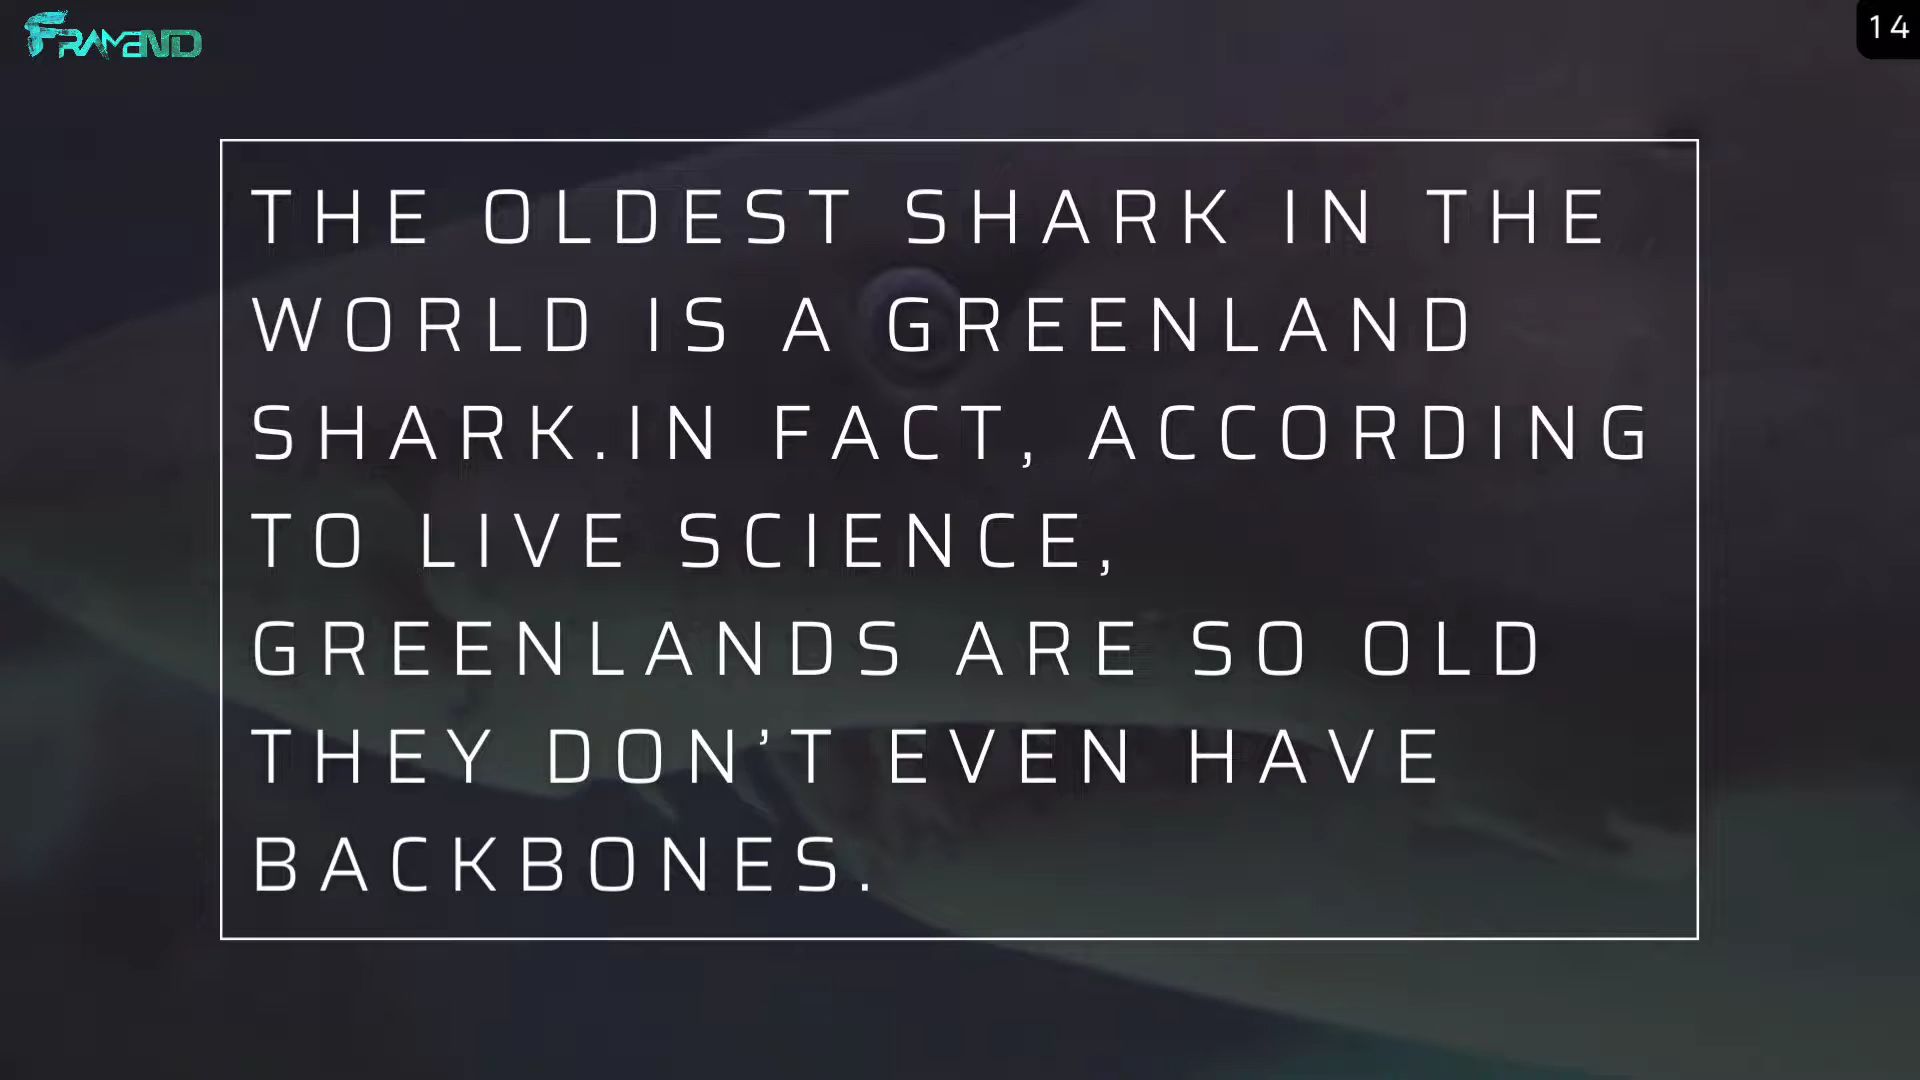 FRAMEND
14
THE OLDEST SHARK IN THE
WORLD IS A GREENLAND
SHARK.IN FACT, ACCORDING
TO LIVE SCIENCE,
GREENLANDS ARE SO OLD
THEY DON’T EVEN HAVE
BACKBONES.